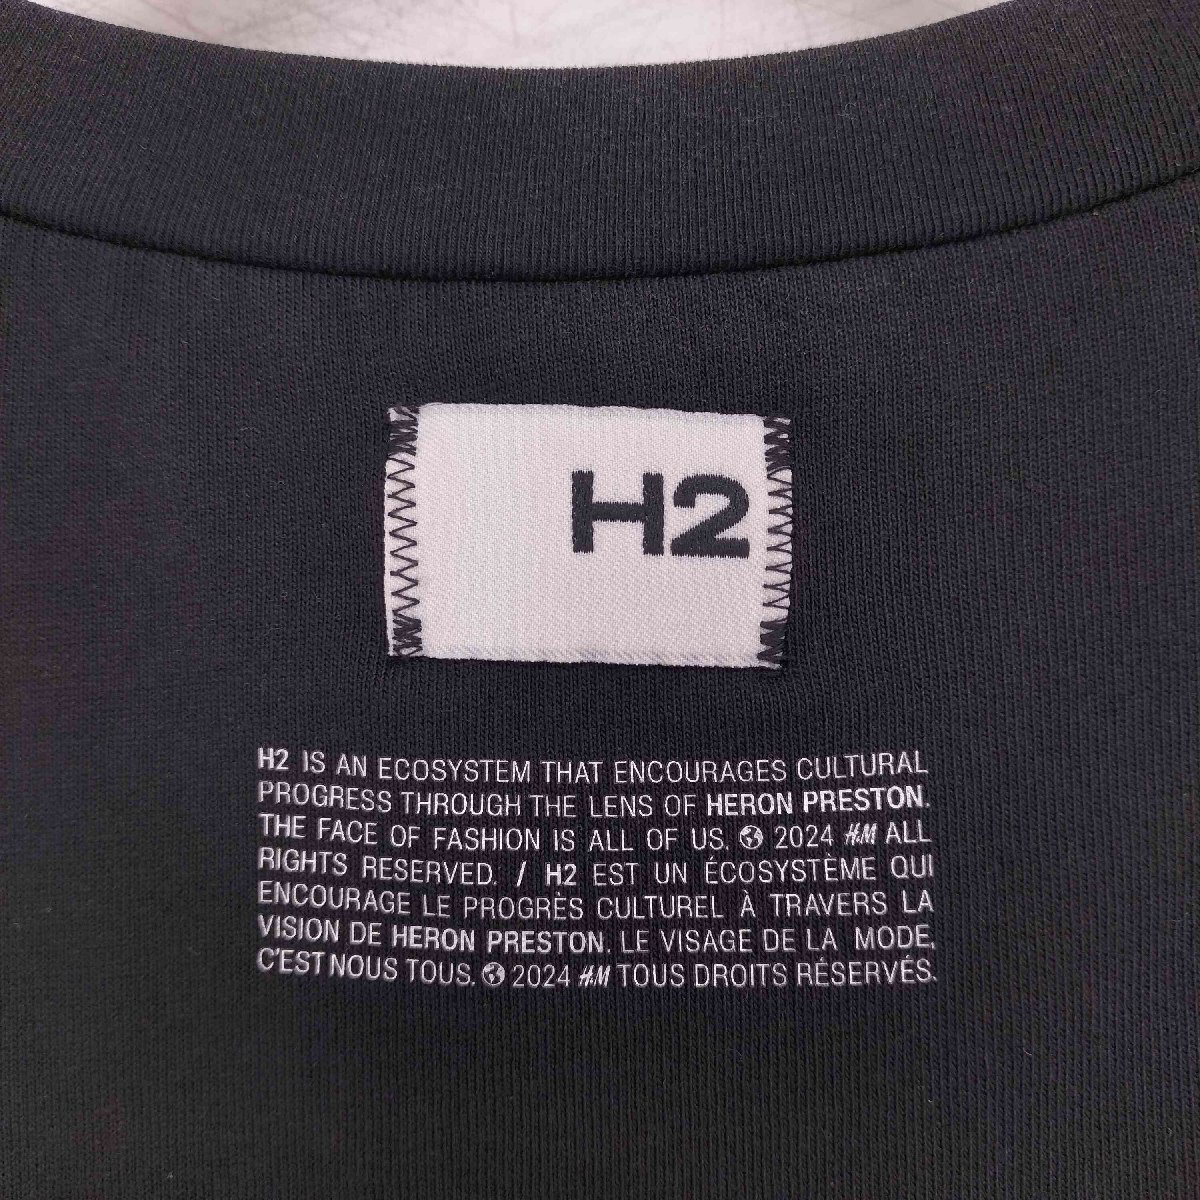 H2
H2 IS AN ECOSYSTEM THAT ENCOURAGES CULTURAL
PROGRESS THROUGH THE LENS OF HERON PRESTON.
THE FACE OF FASHION IS ALL OF US. 2024 H&M ALL
RIGHTS RESERVED. / H2 EST UN ÉCOSYSTÈME QUI
ENCOURAGE LE PROGRÈS CULTUREL À TRAVERS LA
VISION DE HERON PRESTON. LE VISAGE DE LA MODE,
C'EST NOUS TOUS. 2024 H&M TOUS DROITS RÉSERVÉS.